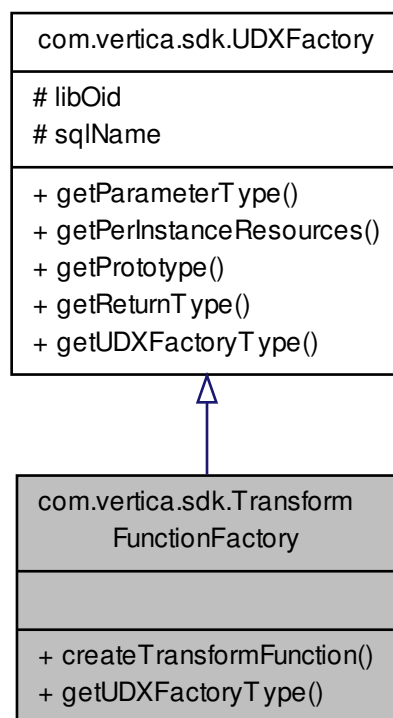 com.vertica.sdk.UDXFactory
# libOid
# sqlName
+ getParameterType()
+ getPerInstanceResources()
+ getPrototype()
+ getReturnType()
+ getUDXFactoryType()
com.vertica.sdk.Transform
FunctionFactory
+ createTransformFunction()
+ getUDXFactoryType()